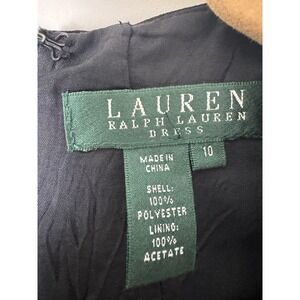 LAUREN
RALPH LAUREN
DRESS
MADE IN
CHINA
10
SHELL:
100%
POLYESTER
LINING:
100%
ACETATE